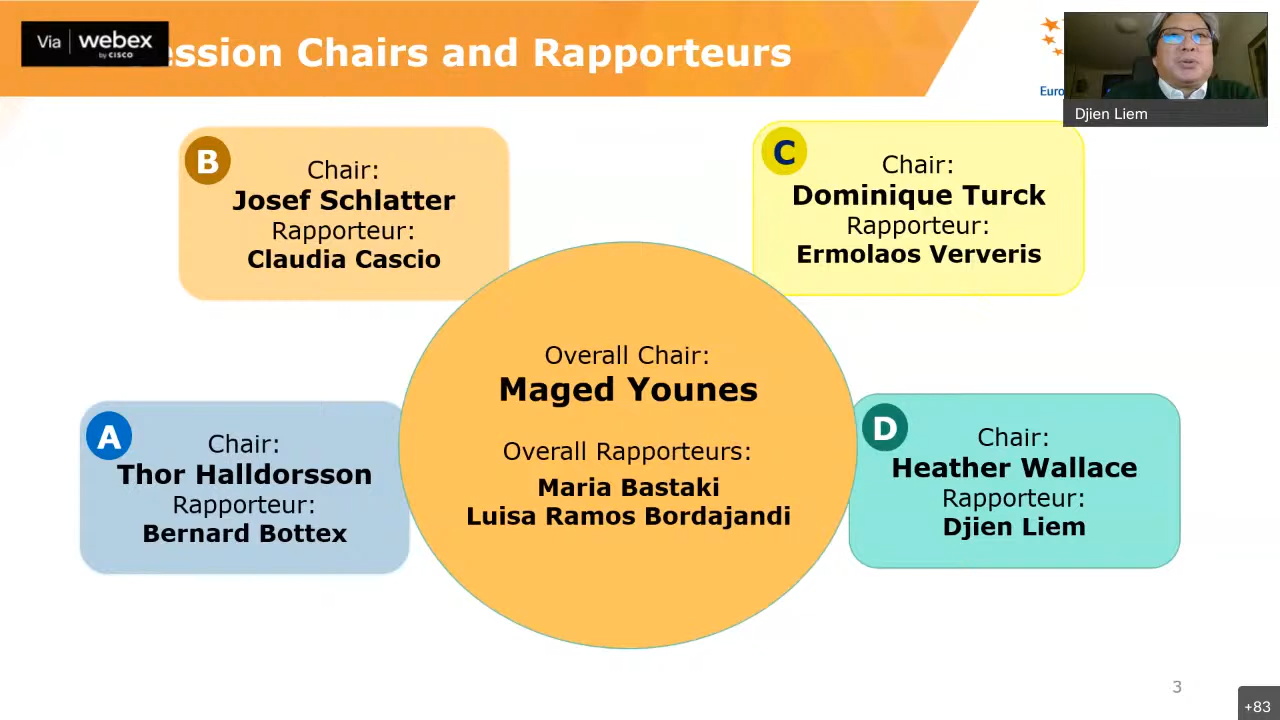 Via webex
by CISCO
ession Chairs and Rapporteurs
Euro
Djien Liem
B
Chair:
Josef Schlatter
Rapporteur:
Claudia Cascio
C
Chair:
Dominique Turck
Rapporteur:
Ermolaos Ververis
Overall Chair:
Maged Younes
Overall Rapporteurs:
Maria Bastaki
Luisa Ramos Bordajandi
A
Chair:
Thor Halldorsson
Rapporteur:
Bernard Bottex
D
Chair:
Heather Wallace
Rapporteur:
Djien Liem
3
+83